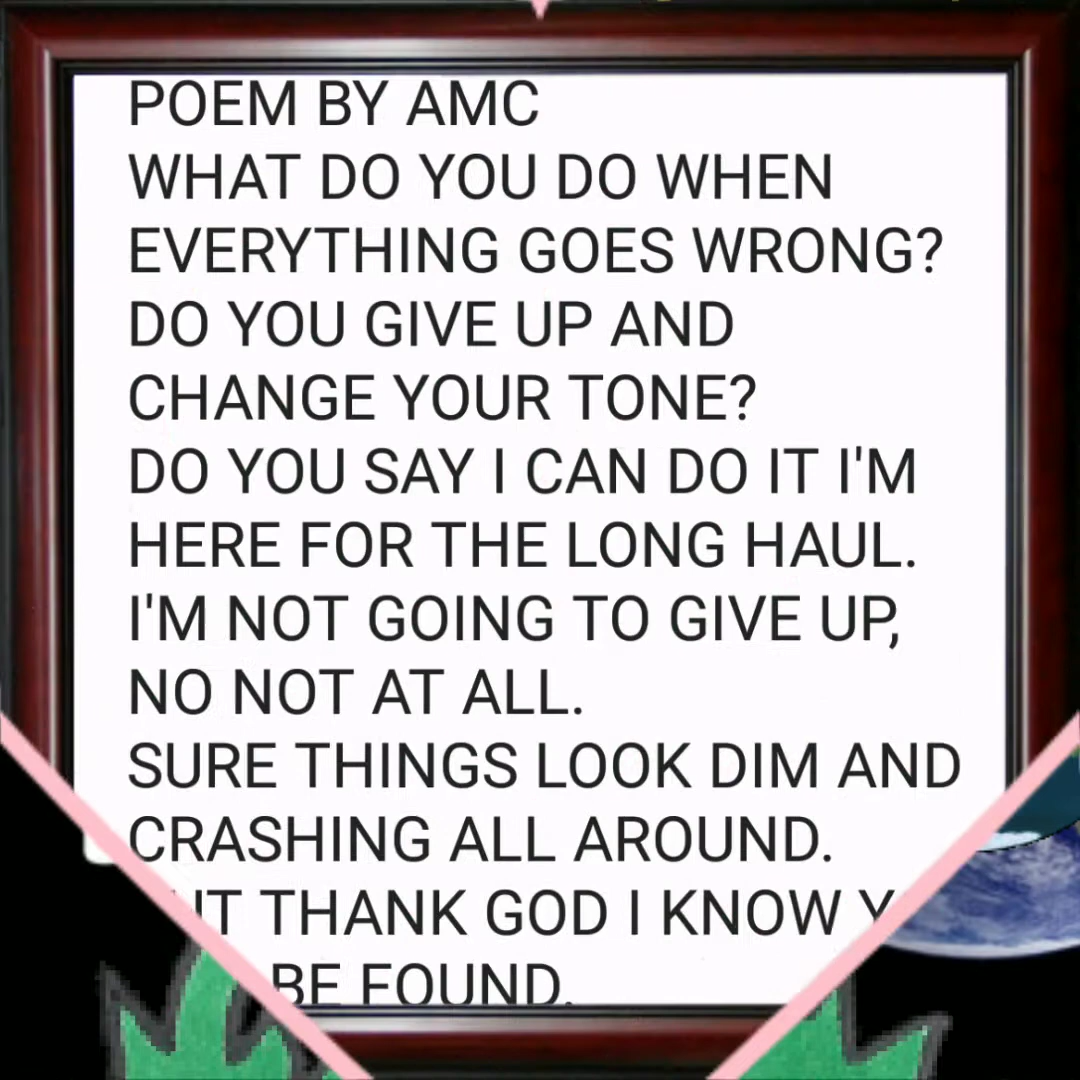 POEM BY AMC
WHAT DO YOU DO WHEN
EVERYTHING GOES WRONG?
DO YOU GIVE UP AND
CHANGE YOUR TONE?
DO YOU SAY I CAN DO IT I'M
HERE FOR THE LONG HAUL.
I'M NOT GOING TO GIVE UP,
NO NOT AT ALL.
SURE THINGS LOOK DIM AND
CRASHING ALL AROUND.
THANK GOD I KNOW
BE FOUND.